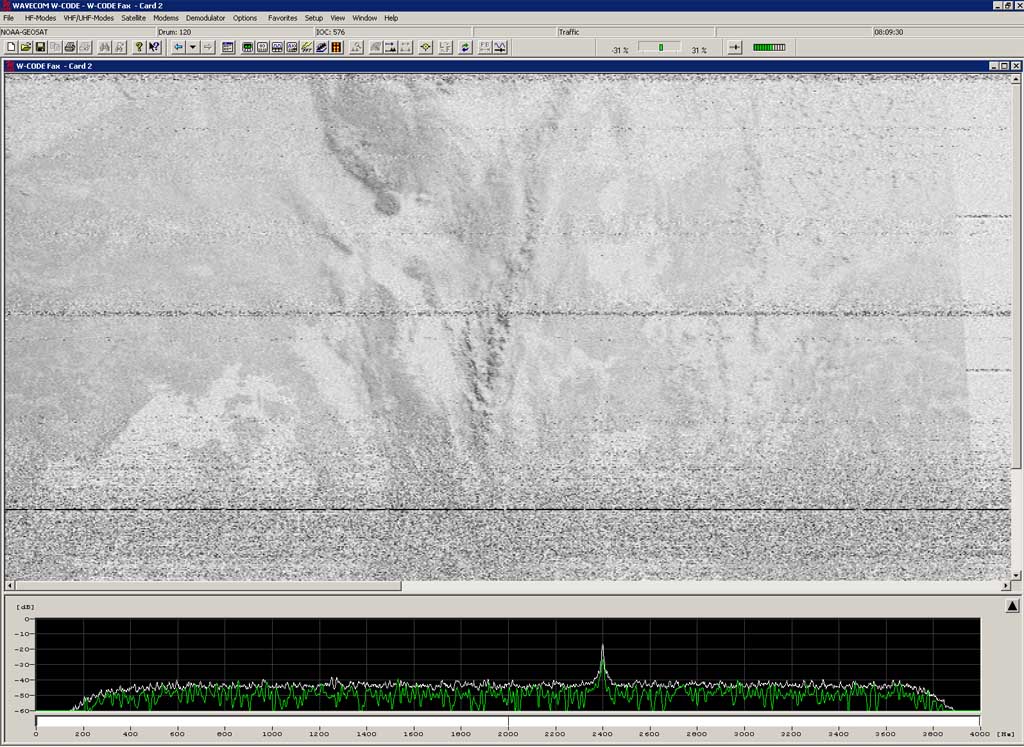 WAVECOM W-CODE - W-CODE Fax - Card 2
File HF-Modes VHF/UHF-Modes Satellite Modems Demodulator Options Favorites Setup View Window Help
NOAA-GEOSAT Drum: 120 IOC: 576 Traffic 08:09:30
-31 % 31 %
W-CODE Fax - Card 2
[dB]
0
-10
-20
-30
-40
-50
-60
0 200 400 600 800 1000 1200 1400 1600 1800 2000 2200 2400 2600 2800 3000 3200 3400 3600 3800 4000 [Hz]